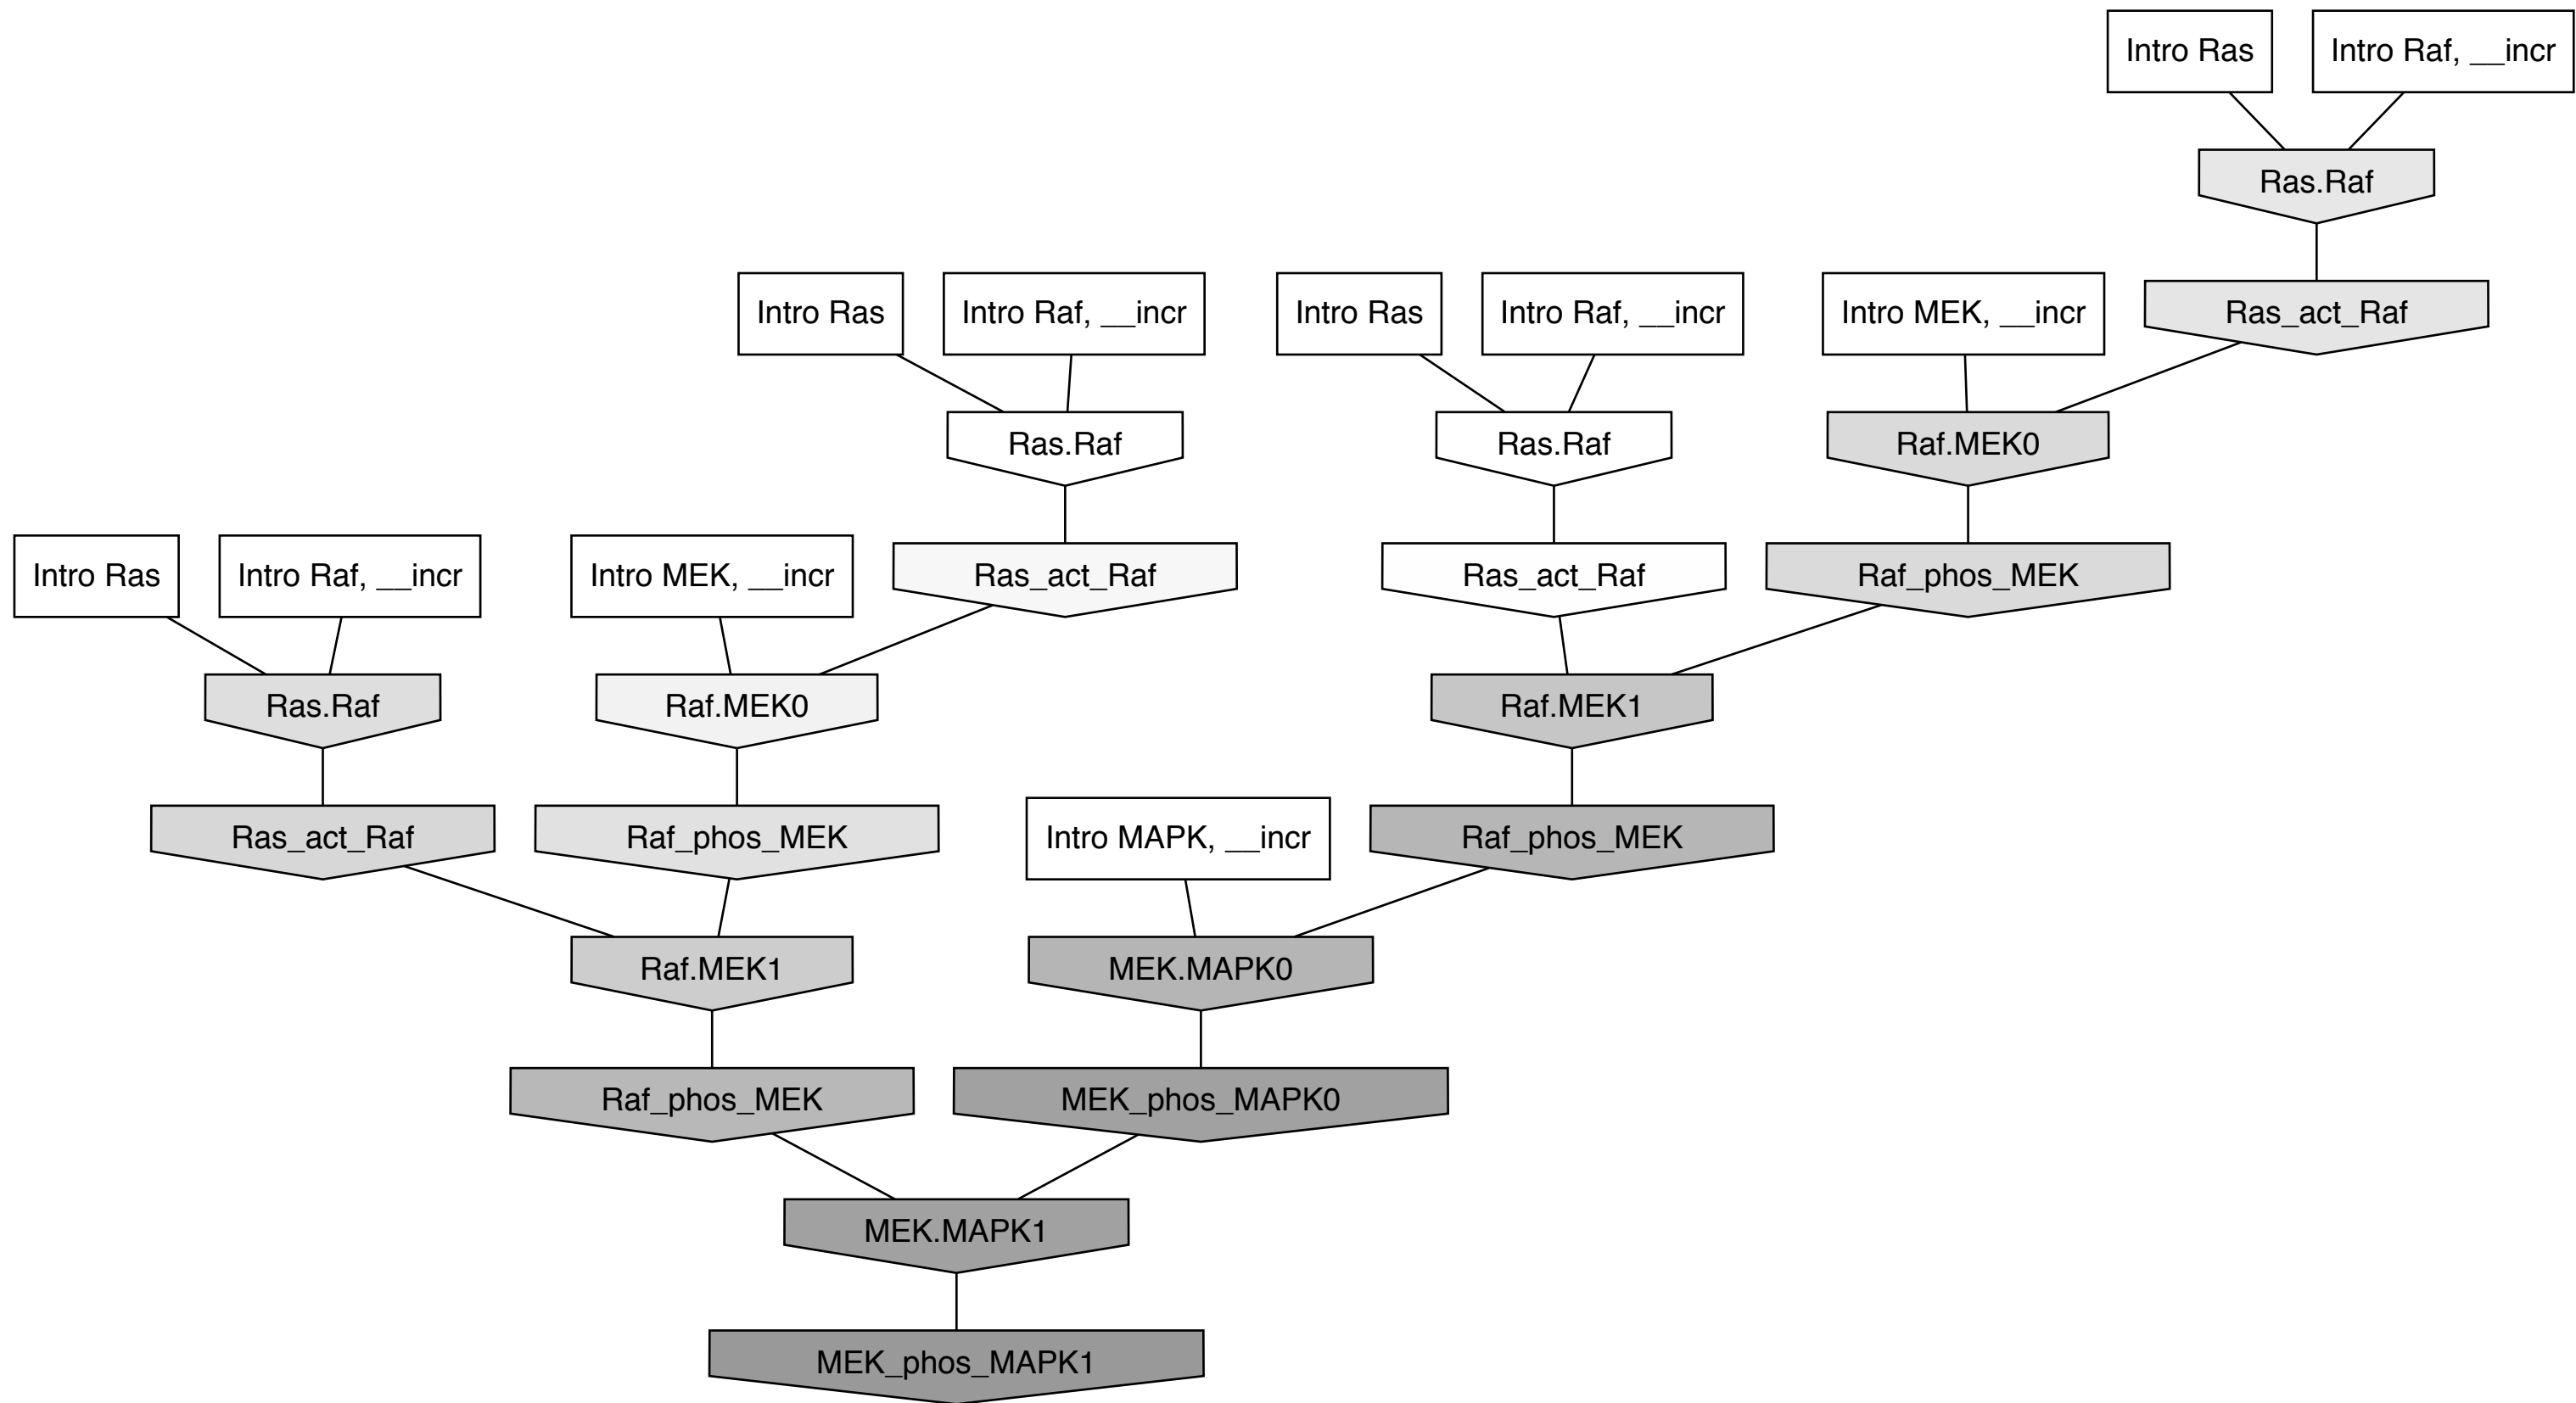 Intro Ras
Intro Raf, __incr
Ras.Raf
Intro Ras
Intro Raf, __incr
Intro Ras
Intro Raf, __incr
Intro MEK, __incr
Ras_act_Raf
Ras.Raf
Ras.Raf
Raf.MEK0
Intro Ras
Intro Raf, __incr
Intro MEK, __incr
Ras_act_Raf
Ras_act_Raf
Raf_phos_MEK
Ras.Raf
Raf.MEK0
Raf.MEK1
Ras_act_Raf
Raf_phos_MEK
Intro MAPK, __incr
Raf_phos_MEK
Raf.MEK1
MEK.MAPK0
Raf_phos_MEK
MEK_phos_MAPK0
MEK.MAPK1
MEK_phos_MAPK1